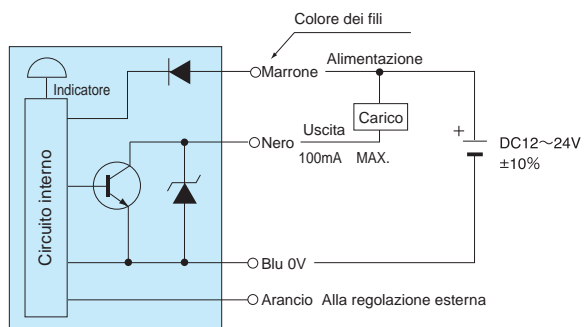 Colore dei fili
Marrone
Alimentazione
Indicatore
Carico
Nero
Uscita
100mA MAX.
+
DC12～24V
±10%
Circuito interno
Blu 0V
Arancio Alla regolazione esterna